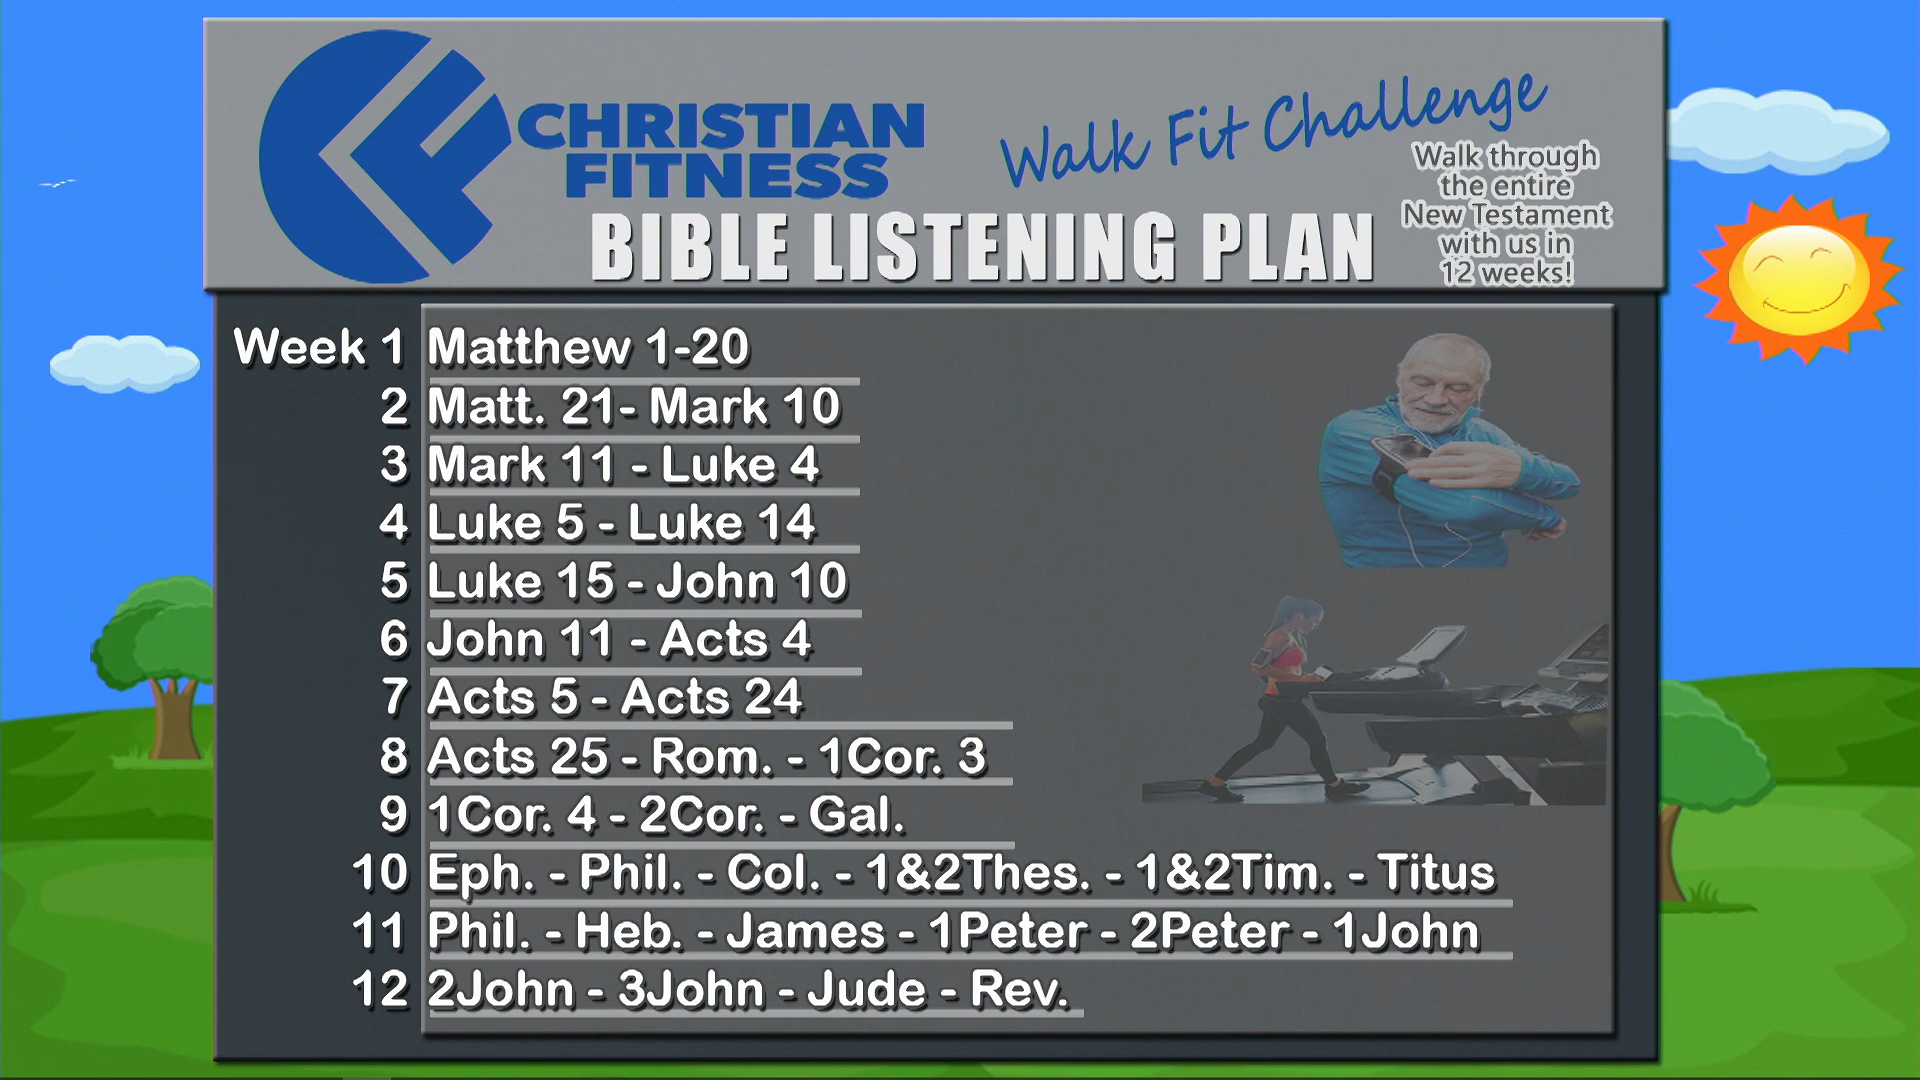 CHRISTIAN
FITNESS
Walk Fit Challenge
BIBLE LISTENING PLAN
Walk through
the entire
New Testament
with us in
12 weeks!
Week 1 Matthew 1-20
2 Matt. 21- Mark 10
3 Mark 11 - Luke 4
4 Luke 5 - Luke 14
5 Luke 15 - John 10
6 John 11 - Acts 4
7 Acts 5 - Acts 24
8 Acts 25 - Rom. - 1Cor. 3
9 1Cor. 4 - 2Cor. - Gal.
10 Eph. - Phil. - Col. - 1&2Thes. - 1&2Tim. - Titus
11 Phil. - Heb. - James - 1Peter - 2Peter - 1John
12 2John - 3John - Jude - Rev.